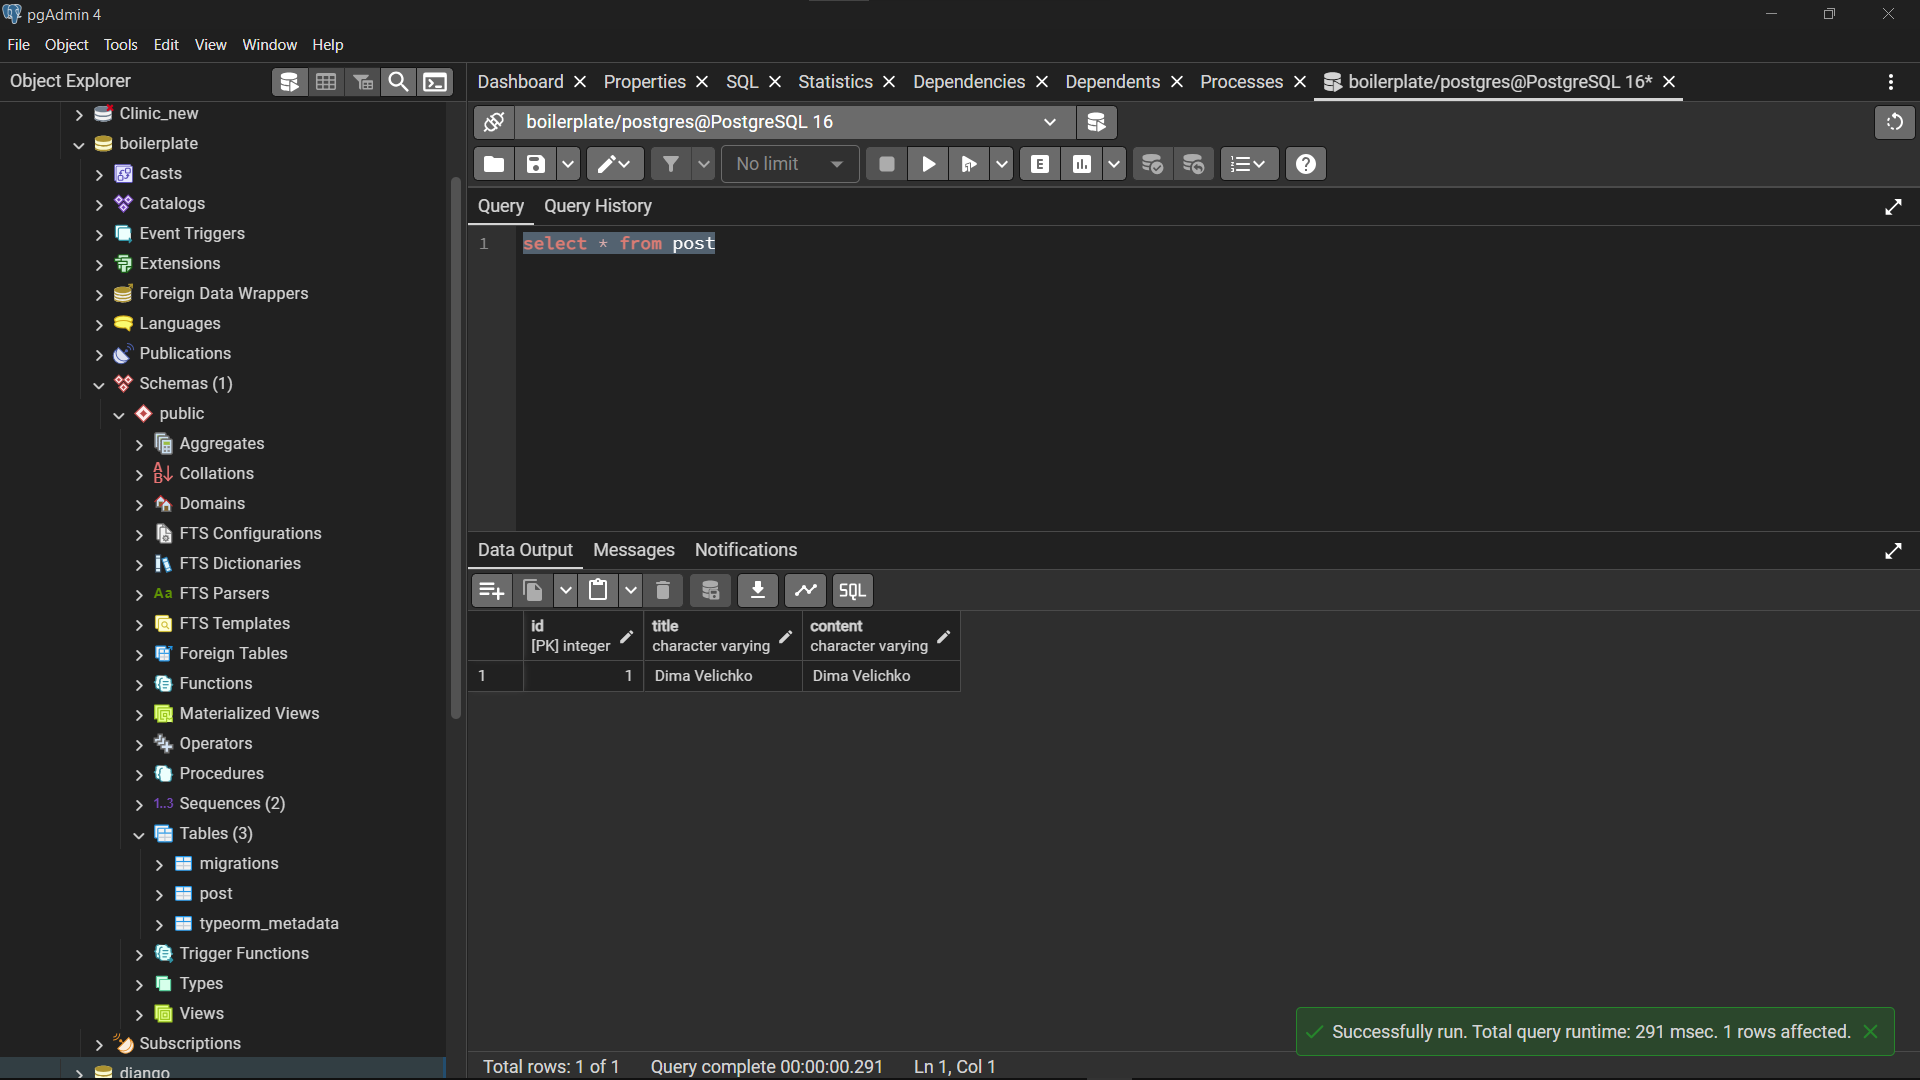 pgAdmin 4
File Object Tools Edit View Window Help
Object Explorer
Clinic_new
boilerplate
Casts
Catalogs
Event Triggers
Extensions
Foreign Data Wrappers
Languages
Publications
Schemas (1)
public
Aggregates
Collations
Domains
FTS Configurations
FTS Dictionaries
Aa FTS Parsers
FTS Templates
Foreign Tables
Functions
Materialized Views
Operators
Procedures
1..3 Sequences (2)
Tables (3)
migrations
post
typeorm_metadata
Trigger Functions
Types
Views
Subscriptions
django
Dashboard Properties SQL Statistics Dependencies Dependents Processes boilerplate/postgres@PostgreSQL 16*
boilerplate/postgres@PostgreSQL 16
No limit E
Query Query History
1 select * from post
Data Output Messages Notifications
SQL
id title content
[PK] integer character varying character varying
1 1 Dima Velichko Dima Velichko
Successfully run. Total query runtime: 291 msec. 1 rows affected.
Total rows: 1 of 1 Query complete 00:00:00.291 Ln 1, Col 1